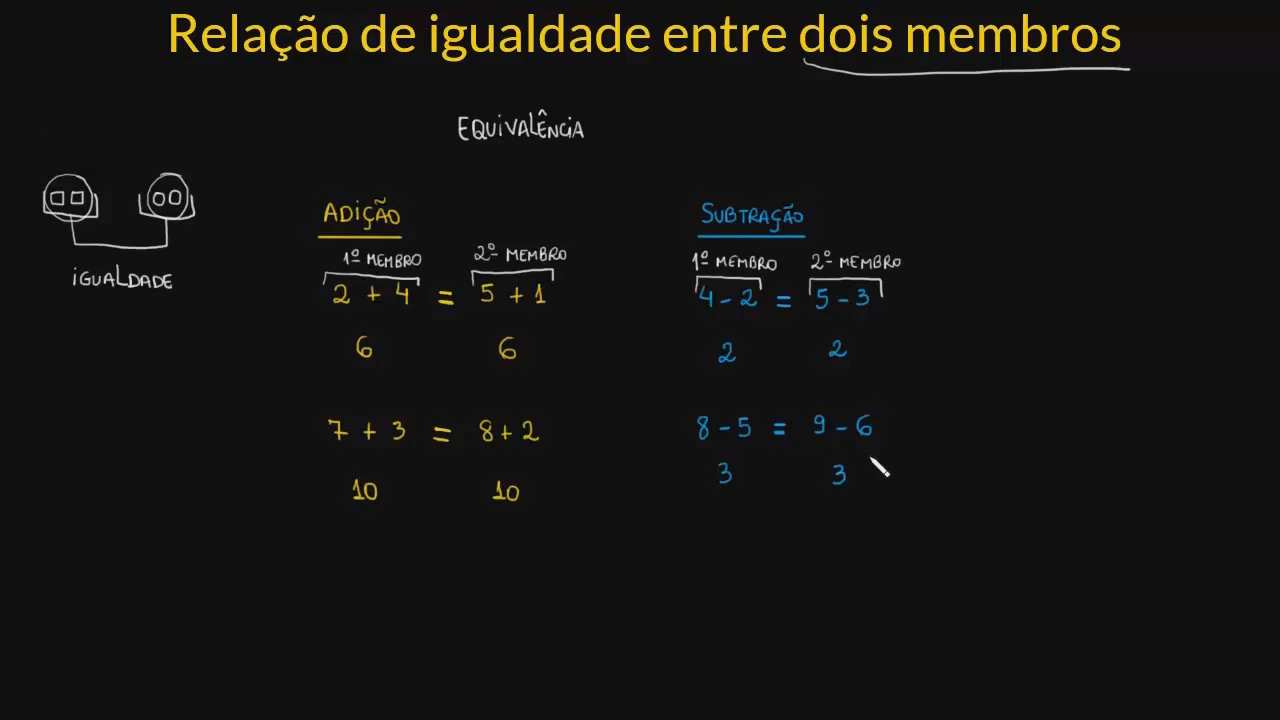 Relação de igualdade entre dois membros
EQUIVALÊNCIA
IGUALDADE
ADIÇÃO
1º MEMBRO 2º MEMBRO
2 + 4 = 5 + 1
6 6
7 + 3 = 8 + 2
10 10
SUBTRAÇÃO
1º MEMBRO 2º MEMBRO
4 - 2 = 5 - 3
2 2
8 - 5 = 9 - 6
3 3